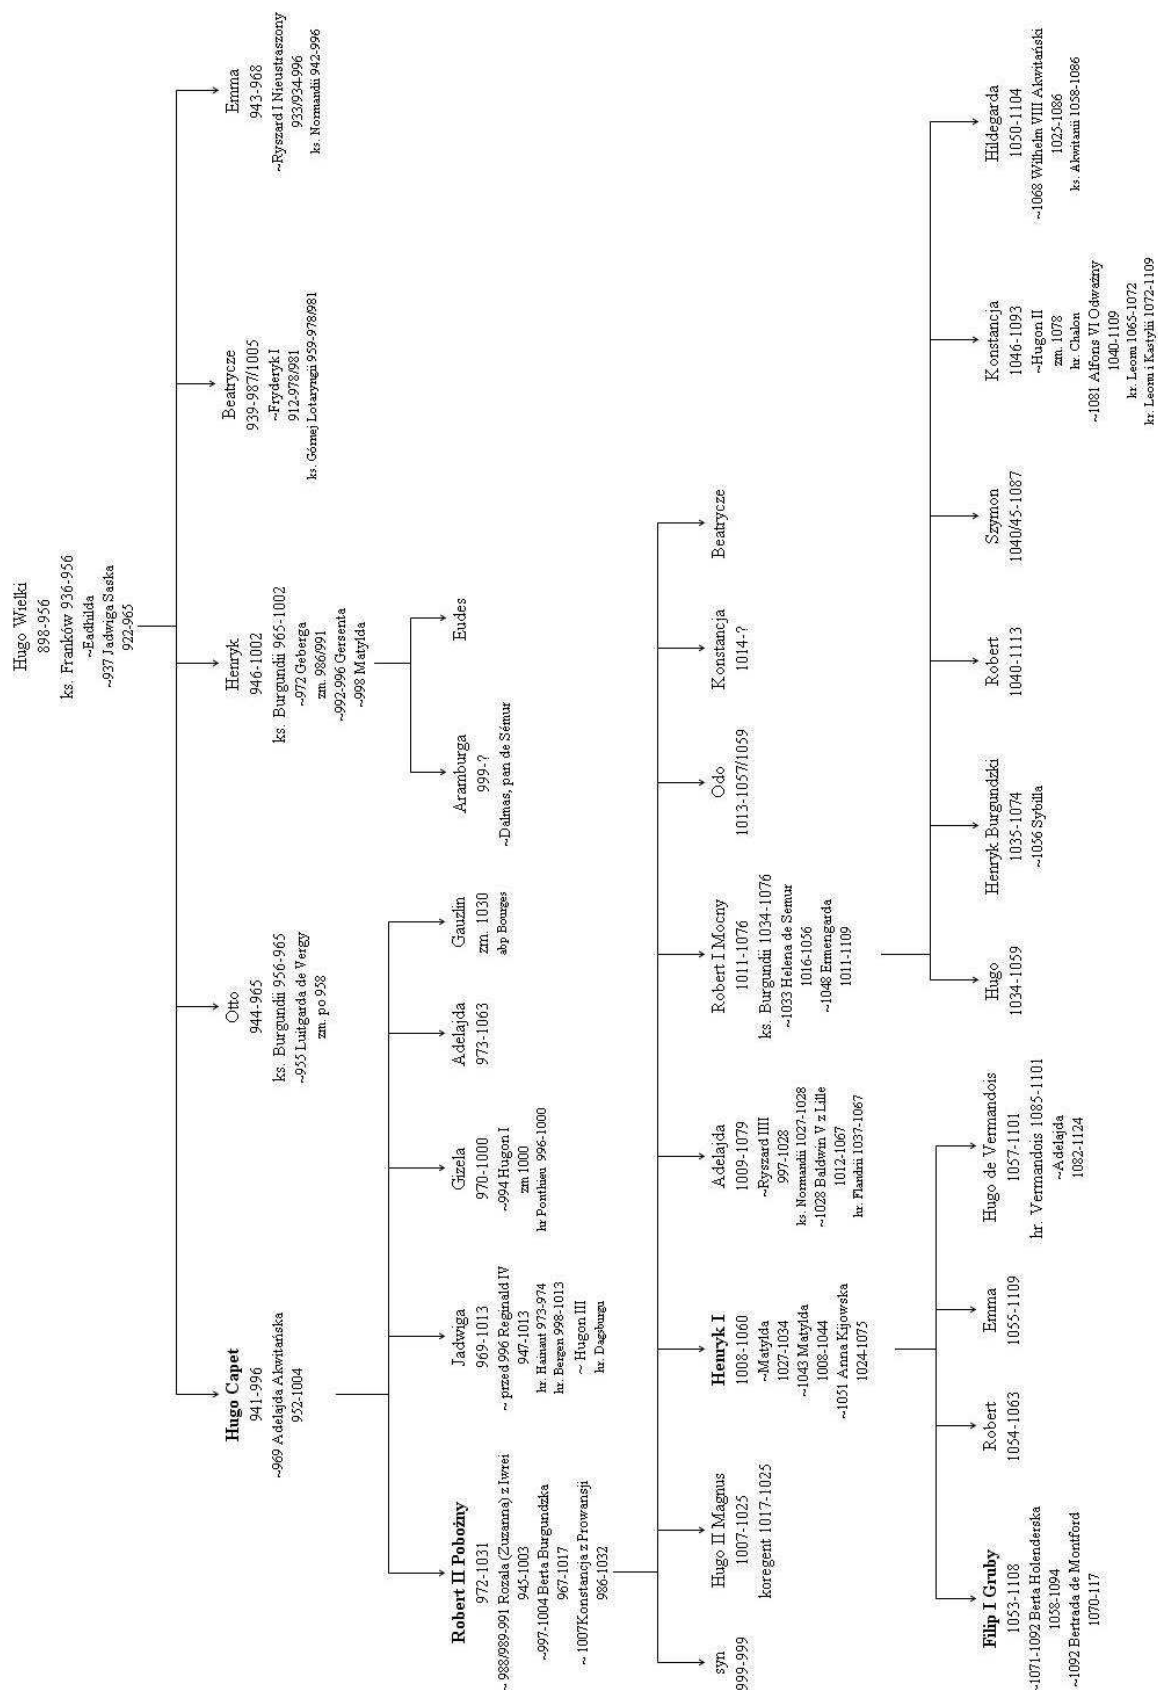 Hugo Wielki
898-956
ks. Franków 936-956
~Eadhilda
~937 Jadwiga Saska
922-965
Hugo Capet
941-996
~969 Adelajda Akwitańska
952-1004
Otto
944-965
ks. Burgundii 956-965
~955 Luitgarda de Vergy
zm. po 958
Henryk
946-1002
ks. Burgundii 965-1002
~972 Geberga
zm. 986/991
~992-996 Gersenta
~998 Matylda
Beatrycze
939-987/1005
~Fryderyk I
912-978/981
ks. Górnej Lotaryngii 959-978/981
Emma
943-968
~Ryszard I Nieustraszony
933/934-996
ks. Normandii 942-996
Robert II Pobożny
972-1031
~ 988/989-991 Rozala (Zuzanna) z Iwrei
945-1003
~997-1004 Berta Burgundzka
967-1017
~ 1007Konstancja z Prowansji
986-1032
Jadwiga
969-1013
~ przed 996 Reginald IV
947-1013
hr. Hainaut 973-974
hr. Bergen 998-1013
~ Hugon III
hr. Dagsburgu
Gizela
970-1000
~994 Hugon I
zm 1000
hr Ponthieu 996-1000
Adelajda
973-1063
Gauzlin
zm. 1030
abp Bourges
Aramburga
999-?
~Dalmas, pan de Sémur
Eudes
syn
999-999
Hugo II Magnus
1007-1025
koregent 1017-1025
Henryk I
1008-1060
~Matylda
1027-1034
~1043 Matylda
1008-1044
~1051 Anna Kijowska
1024-1075
Adelajda
1009-1079
~Ryszard IIII
997-1028
ks. Normandii 1027-1028
~1028 Baldwin V z Lille
1012-1067
hr. Flandrii 1037-1067
Robert I Mocny
1011-1076
ks. Burgundii 1034-1076
~1033 Helena de Semur
1016-1056
~1048 Ermengarda
1011-1109
Odo
1013-1057/1059
Konstancja
1014-?
Beatrycze
Filip I Gruby
1053-1108
~1071-1092 Berta Holenderska
1058-1094
~1092 Bertrada de Montford
1070-117
Robert
1054-1063
Emma
1055-1109
Hugo de Vermandois
1057-1101
hr. Vermandois 1085-1101
~Adelajda
1082-1124
Hugo
1034-1059
Henryk Burgundzki
1035-1074
~1056 Sybilla
Robert
1040-1113
Szymon
1040/45-1087
Konstancja
1046-1093
~Hugon II
zm. 1078
hr. Chalon
~1081 Alfons VI Odważny
1040-1109
kr. Leonu 1065-1072
kr. Leonu i Kastylii 1072-1109
Hildegarda
1050-1104
~1068 Wilhelm VIII Akwitański
1025-1086
ks. Akwitanii 1058-1086